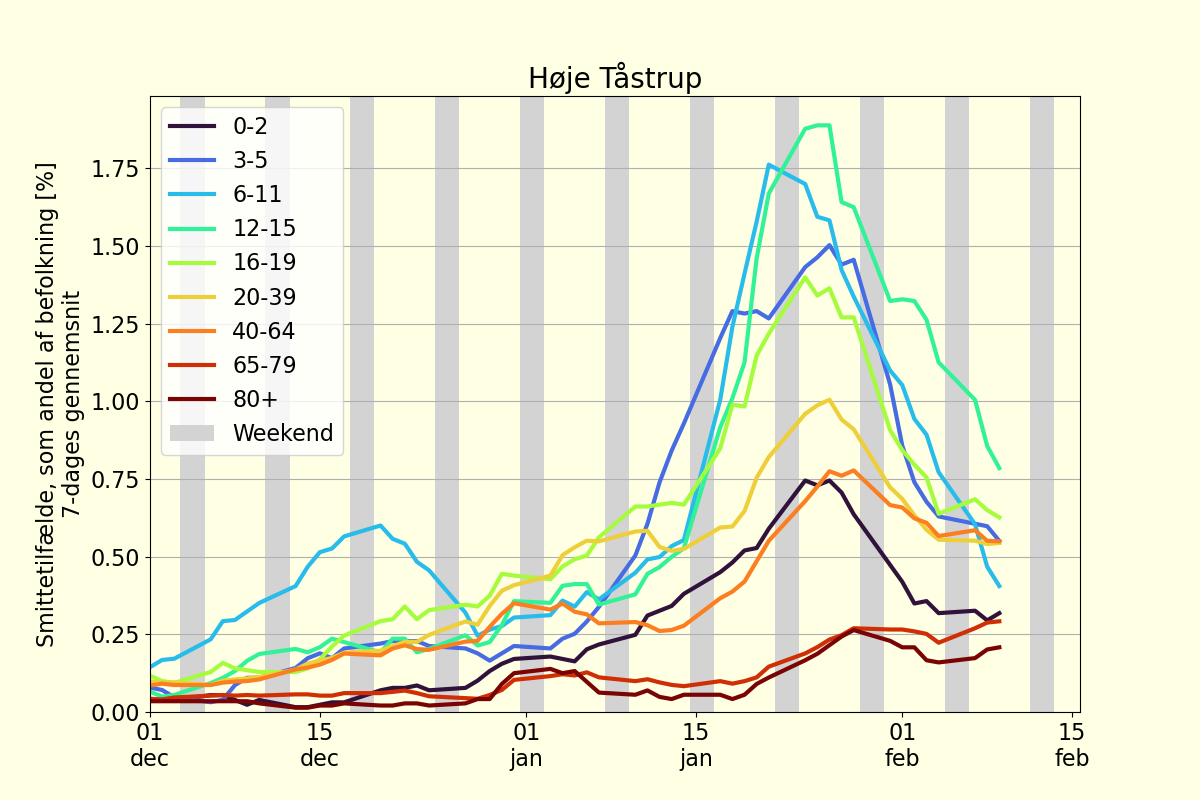 Høje Tåstrup
Smittetilfælde, som andel af befolkning [%]
7-dages gennemsnit
1.75
1.50
1.25
1.00
0.75
0.50
0.25
0.00
0-2
3-5
6-11
12-15
16-19
20-39
40-64
65-79
80+
Weekend
01 15 01 15 01 15
dec dec jan jan feb feb